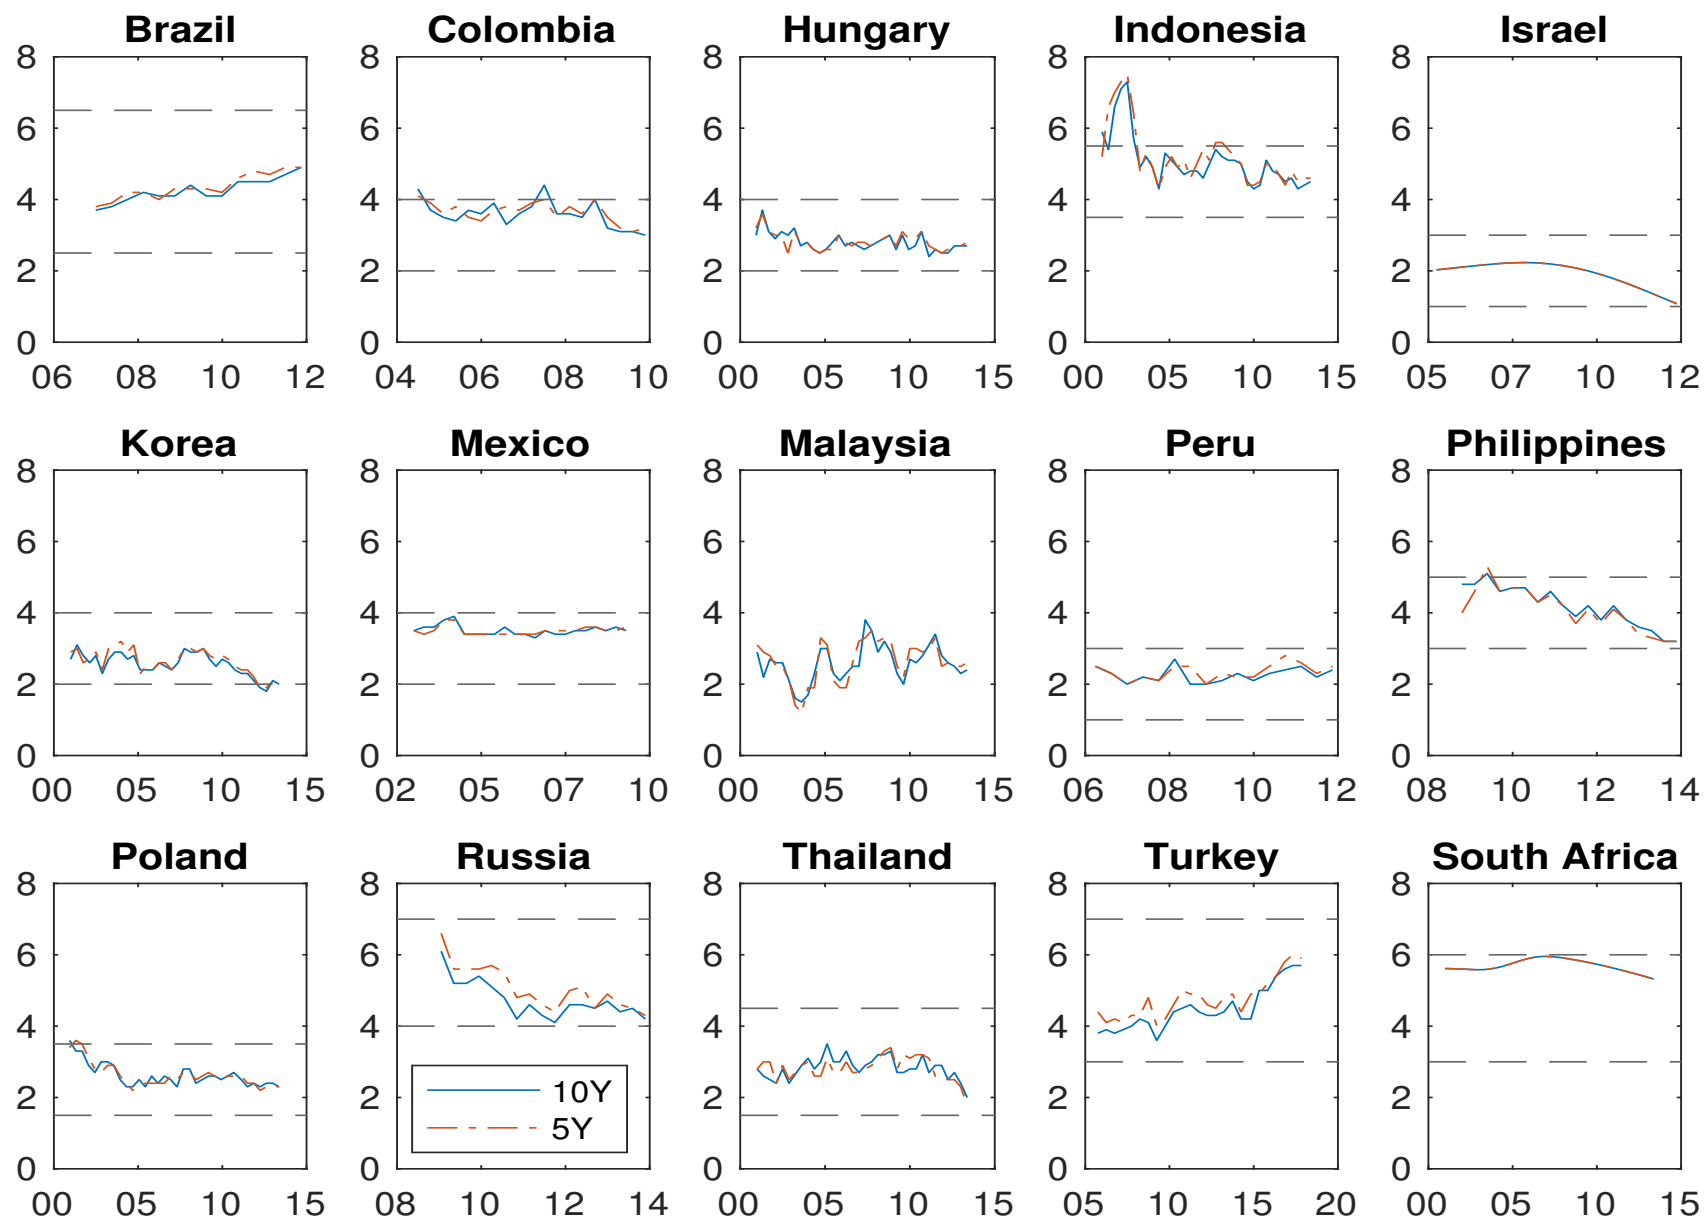 Brazil Colombia Hungary Indonesia Israel
8 8 8 8 8
6 6 6 6 6
4 4 4 4 4
2 2 2 2 2
0 0 0 0 0
06 08 10 12 04 06 08 10 00 05 10 15 00 05 10 15 05 07 10 12
Korea Mexico Malaysia Peru Philippines
8 8 8 8 8
6 6 6 6 6
4 4 4 4 4
2 2 2 2 2
0 0 0 0 0
00 05 10 15 02 05 07 10 00 05 10 15 06 08 10 12 08 10 12 14
Poland Russia Thailand Turkey South Africa
8 8 8 8 8
6 6 6 6 6
4 4 4 4 4
10Y
2 2 2 2 2
5Y
0 0 0 0 0
00 05 10 15 08 10 12 14 00 05 10 15 05 10 15 20 00 05 10 15